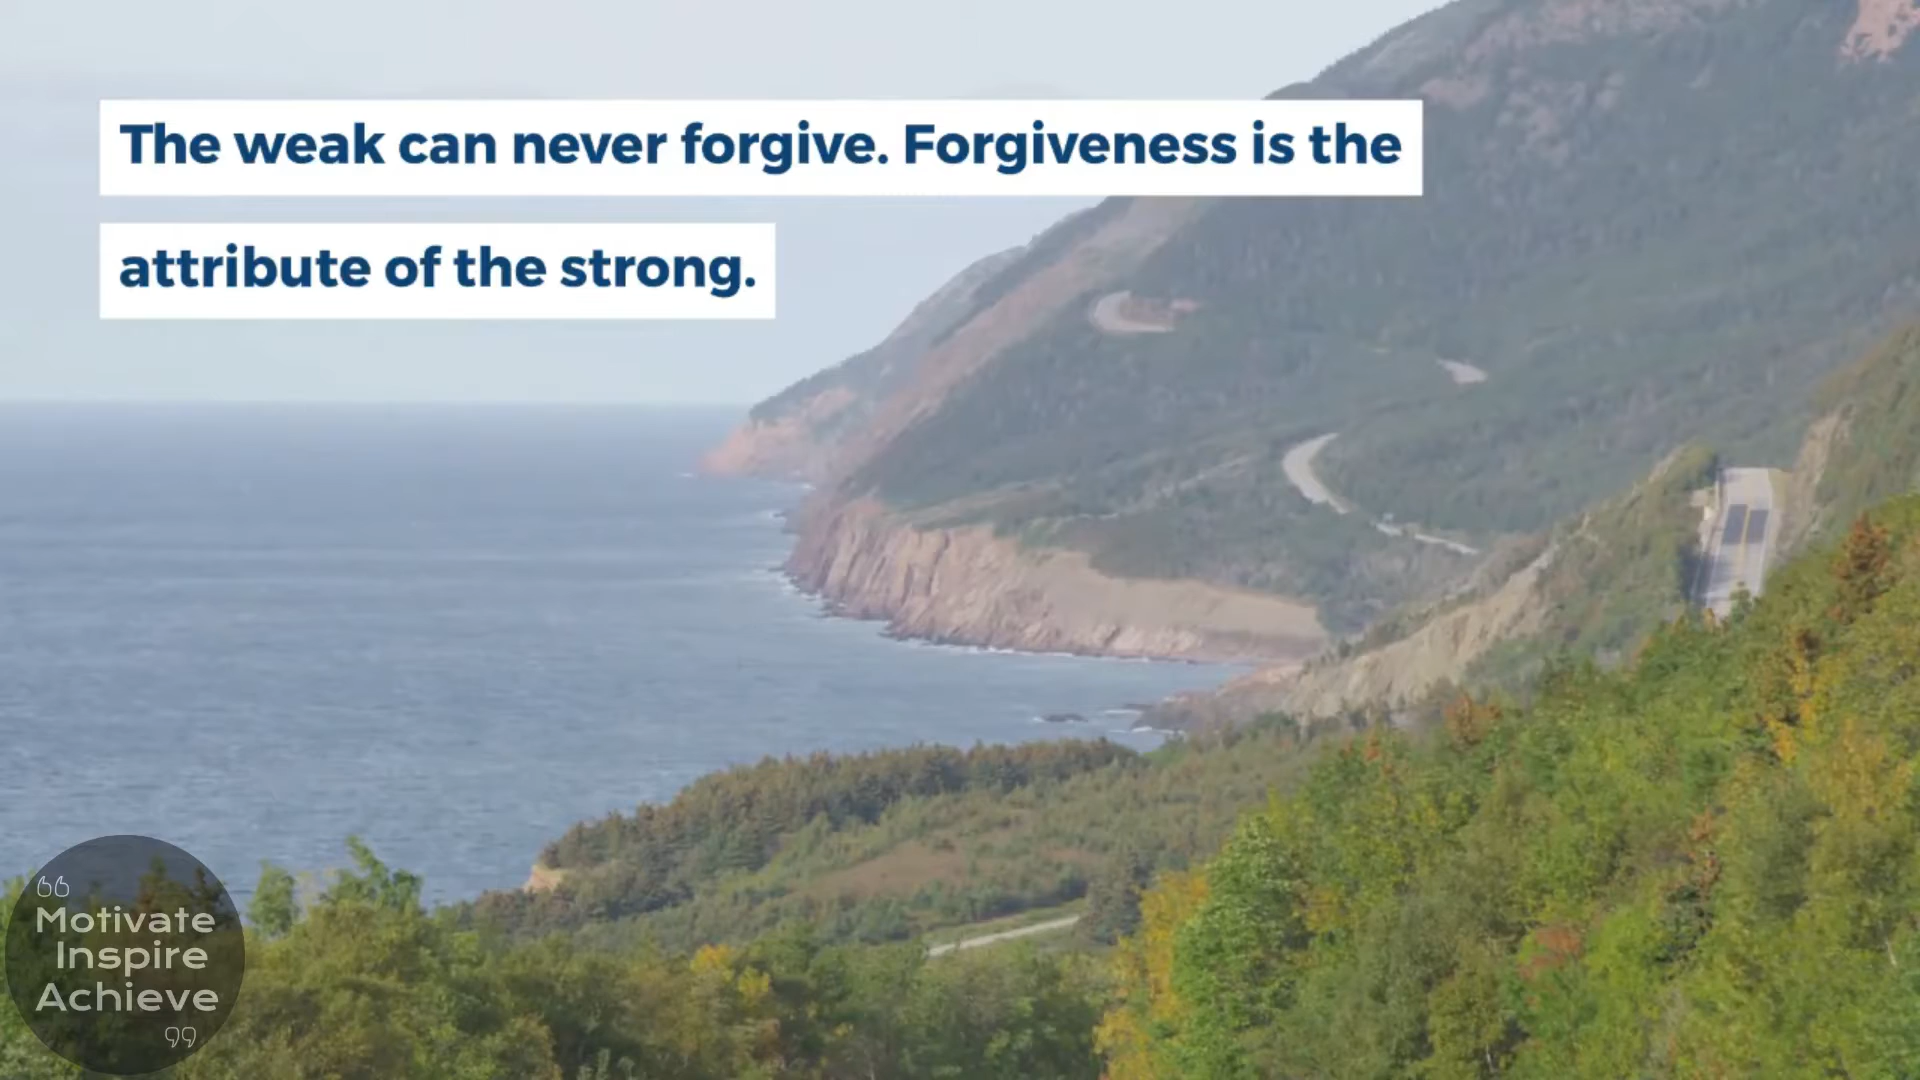 The weak can never forgive. Forgiveness is the
attribute of the strong.
“
Motivate
Inspire
Achieve
”